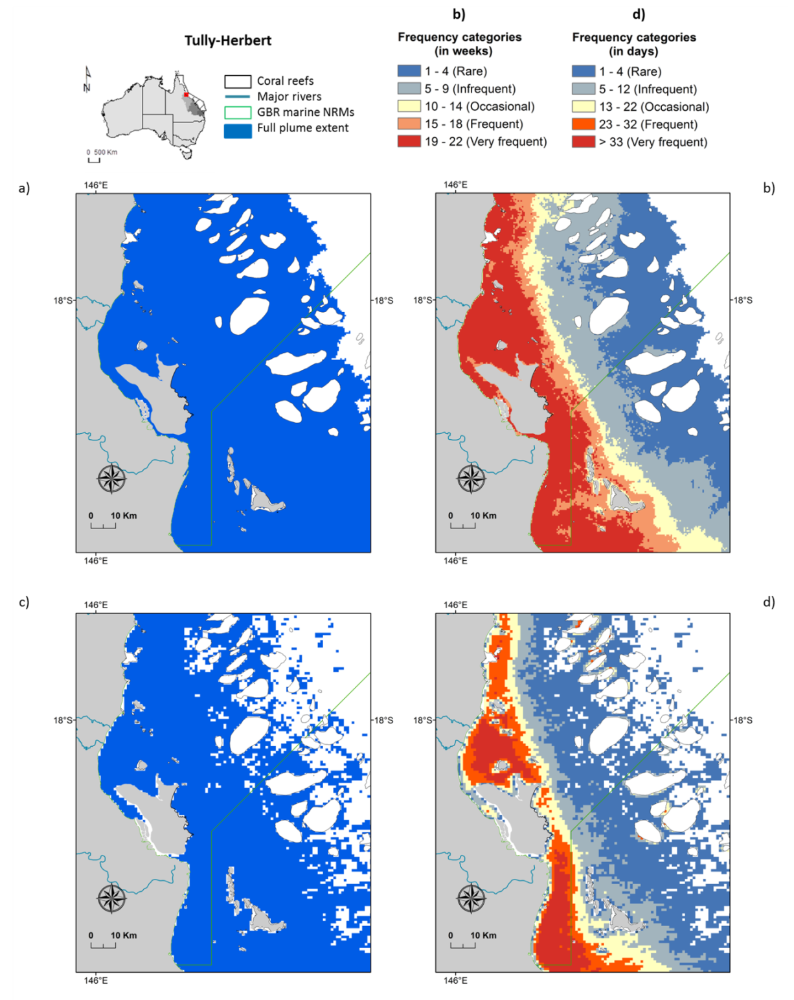 b)
d)
Tully-Herbert
Frequency categories
(in weeks)
Frequency categories
(in days)
N
Coral reefs
Major rivers
GBR marine NRMs
Full plume extent
0 500 Km
1 - 4 (Rare)
5 - 9 (Infrequent)
10 - 14 (Occasional)
15 - 18 (Frequent)
19 - 22 (Very frequent)
1 - 4 (Rare)
5 - 12 (Infrequent)
13 - 22 (Occasional)
23 - 32 (Frequent)
> 33 (Very frequent)
a)
146°E
146°E
b)
18°S
18°S
18°S
18°S
0 10 Km
0 10 Km
146°E
146°E
c)
146°E
146°E
d)
18°S
18°S
18°S
18°S
0 10 Km
0 10 Km
146°E
146°E